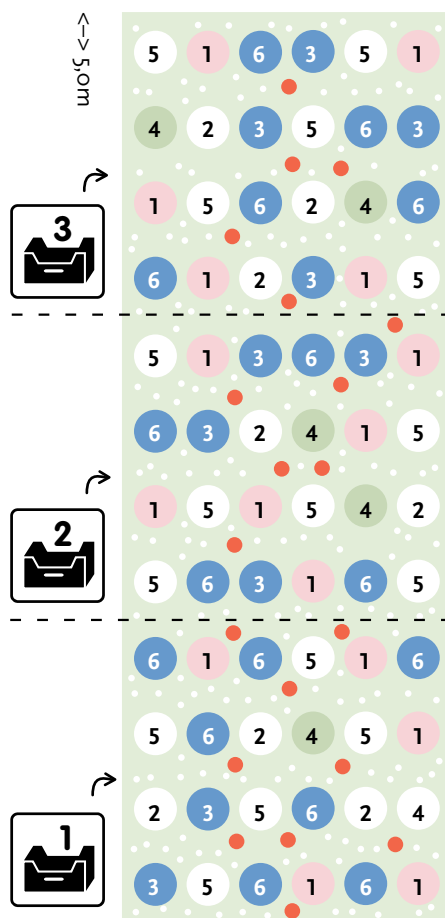 <-> 5,0m
5 1 6 3 5 1
4 2 3 5 6 3
1 5 6 2 4 6
3
6 1 2 3 1 5
5 1 3 6 3 1
6 3 2 4 1 5
1 5 1 5 4 2
2
5 6 3 1 6 5
6 1 6 5 1 6
5 6 2 4 5 1
2 3 5 6 2 4
1
3 5 6 1 6 1